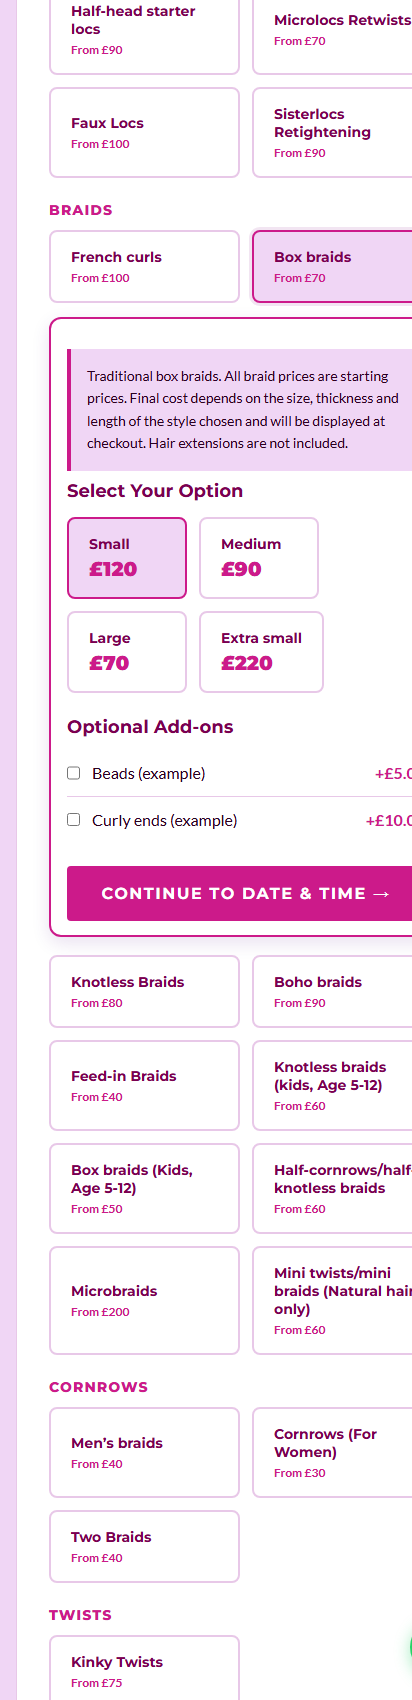 Half-head starter
locs
From £90
Microlocs Retwists
From £70
Faux Locs
From £100
Sisterlocs
Retightening
From £90
BRAIDS
French curls
From £100
Box braids
From £70
Traditional box braids. All braid prices are starting
prices. Final cost depends on the size, thickness and
length of the style chosen and will be displayed at
checkout. Hair extensions are not included.
Select Your Option
Small
£120
Medium
£90
Large
£70
Extra small
£220
Optional Add-ons
Beads (example)
+£5.0
Curly ends (example)
+£10.0
CONTINUE TO DATE & TIME →
Knotless Braids
From £80
Boho braids
From £90
Feed-in Braids
From £40
Knotless braids
(kids, Age 5-12)
From £60
Box braids (Kids,
Age 5-12)
From £50
Half-cornrows/half-
knotless braids
From £60
Microbraids
From £200
Mini twists/mini
braids (Natural hair
only)
From £60
CORNROWS
Men’s braids
From £40
Cornrows (For
Women)
From £30
Two Braids
From £40
TWISTS
Kinky Twists
From £75